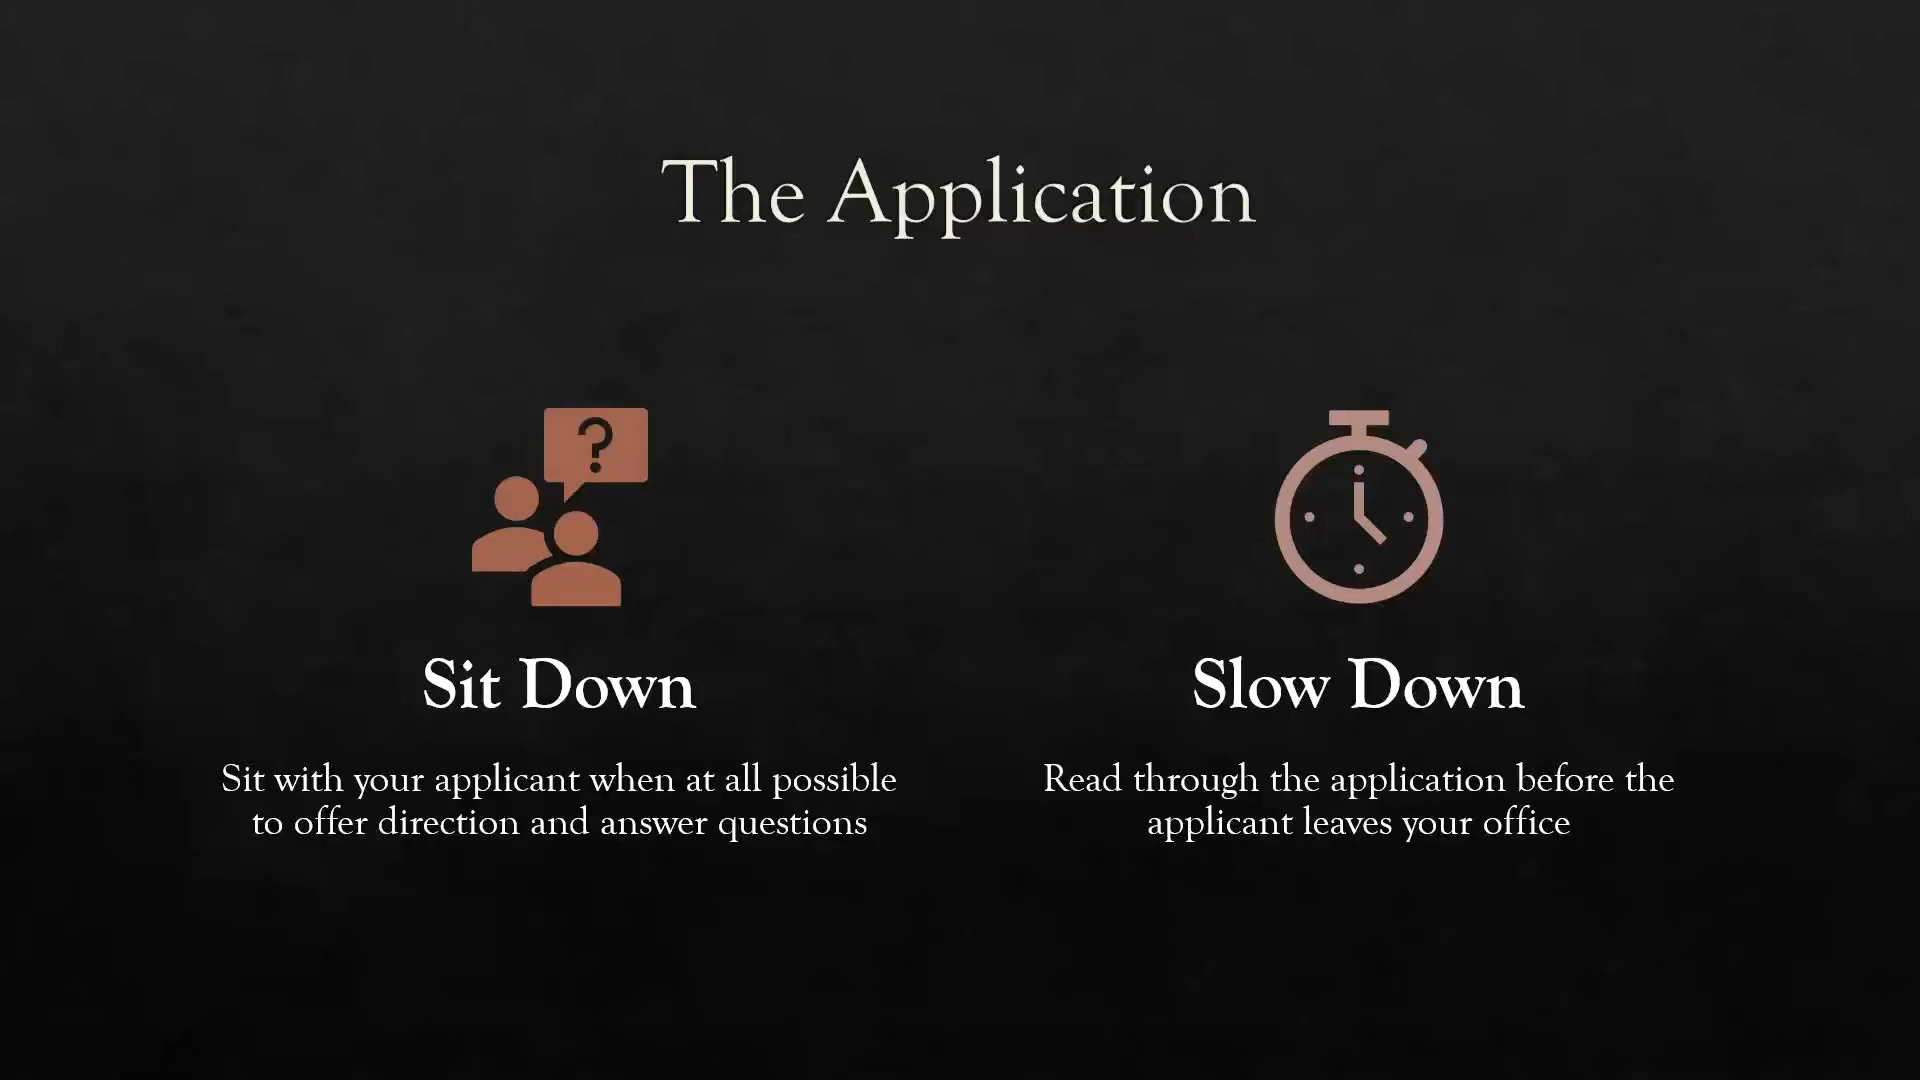 The Application
?
Sit Down
Sit with your applicant when at all possible
to offer direction and answer questions
Slow Down
Read through the application before the
applicant leaves your office